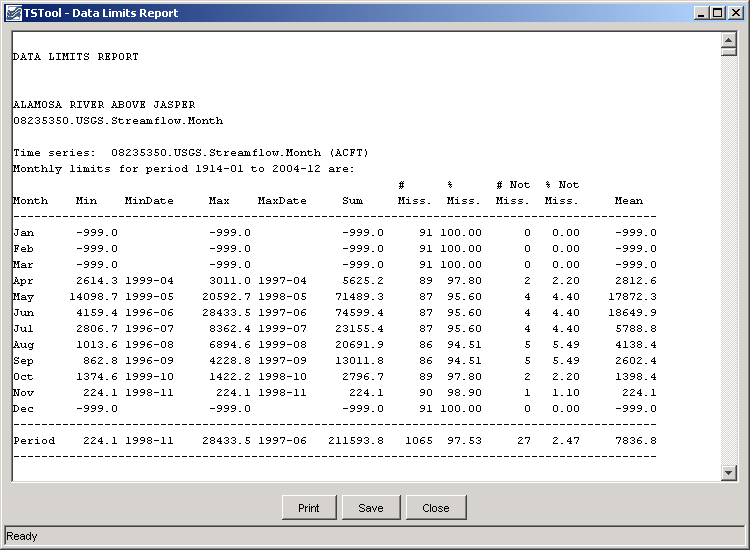 TSTool - Data Limits Report
DATA LIMITS REPORT
ALAMOSA RIVER ABOVE JASPER
08235350.USGS.Streamflow.Month
Time series:  08235350.USGS.Streamflow.Month (ACFT)
Monthly limits for period 1914-01 to 2004-12 are:
# % # Not % Not
Month Min MinDate Max MaxDate Sum Miss. Miss. Miss. Miss. Mean
Jan -999.0 -999.0 -999.0 91 100.00 0 0.00 -999.0
Feb -999.0 -999.0 -999.0 91 100.00 0 0.00 -999.0
Mar -999.0 -999.0 -999.0 91 100.00 0 0.00 -999.0
Apr 2614.3 1999-04 3011.0 1997-04 5625.2 89 97.80 2 2.20 2812.6
May 14098.7 1999-05 20592.7 1998-05 71489.3 87 95.60 4 4.40 17872.3
Jun 4159.4 1996-06 28433.5 1997-06 74599.4 87 95.60 4 4.40 18649.9
Jul 2806.7 1996-07 8362.4 1999-07 23155.4 87 95.60 4 4.40 5788.8
Aug 1013.6 1996-08 6894.6 1999-08 20691.9 86 94.51 5 5.49 4138.4
Sep 862.8 1996-09 4228.8 1997-09 13011.8 86 94.51 5 5.49 2602.4
Oct 1374.6 1999-10 1422.2 1998-10 2796.7 89 97.80 2 2.20 1398.4
Nov 224.1 1998-11 224.1 1998-11 224.1 90 98.90 1 1.10 224.1
Dec -999.0 -999.0 -999.0 91 100.00 0 0.00 -999.0
Period 224.1 1998-11 28433.5 1997-06 211593.8 1065 97.53 27 2.47 7836.8
Print Save Close
Ready